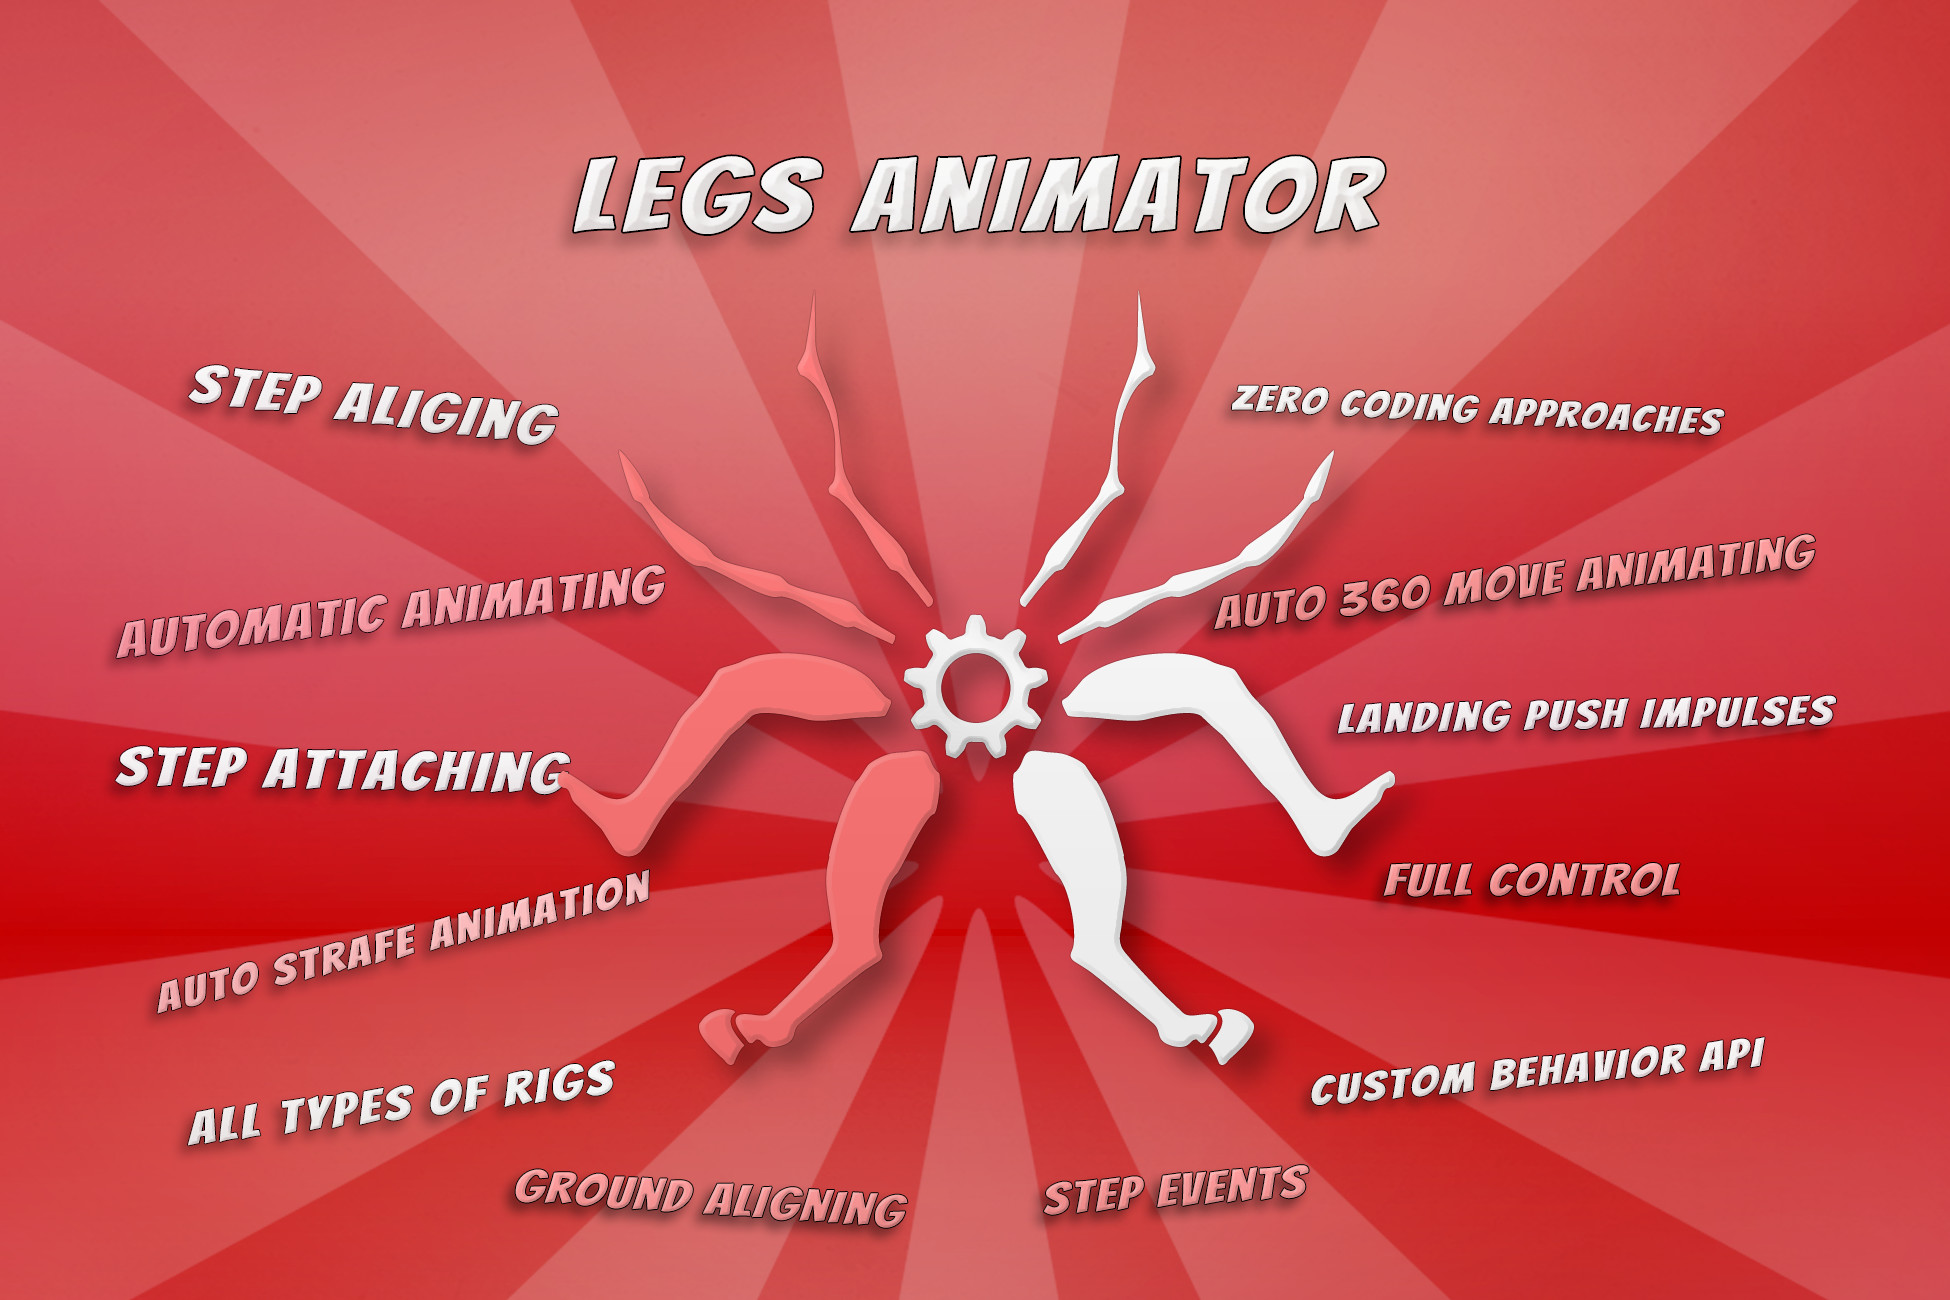 LEGS ANIMATOR
STEP ALIGING
ZERO CODING APPROACHES
AUTOMATIC ANIMATING
AUTO 360 MOVE ANIMATING
STEP ATTACHING
LANDING PUSH IMPULSES
AUTO STRAFE ANIMATION
FULL CONTROL
ALL TYPES OF RIGS
CUSTOM BEHAVIOR API
GROUND ALIGNING
STEP EVENTS